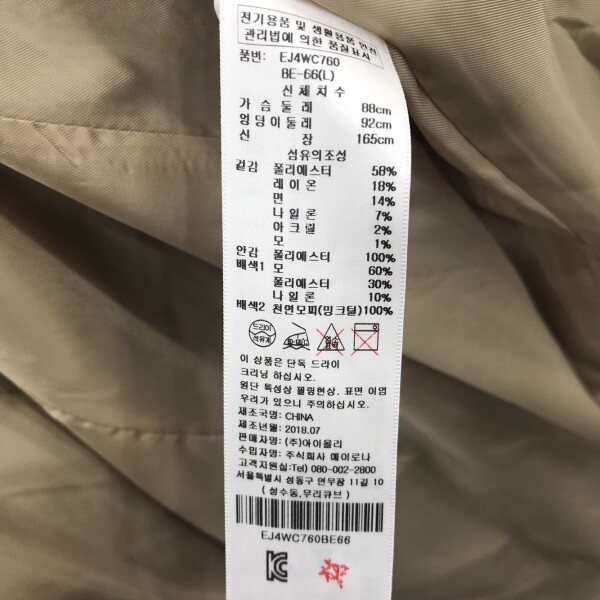 전기용품 및 생활용품 안전
관리법에 의한 품질표시
품번: EJ4WC760
BE-66(L)
신체치수
가슴둘레 88cm
엉덩이둘레 92cm
신 장 165cm
섬유의조성
겉감 폴리에스터 58%
레이온 18%
면 14%
나일론 7%
아크릴 2%
모 1%
안감 폴리에스터 100%
배색1 모 60%
폴리에스터 30%
나일론 10%
배색2 천연모피(밍크털)100%
드라이
석유계
이 상품은 단독 드라이
크리닝 하십시오.
원단 특성상 필링현상, 표면 이염
우려가 있으니 주의하십시오.
제조국명: CHINA
제조년월: 2018.07
판매자명: (주)아이올리
수입자명: 주식회사 에이로나
고객지원실:Tel) 080-002-2800
서울특별시 성동구 연무장 11길 10
(성수동,우리큐브)
EJ4WC760BE66